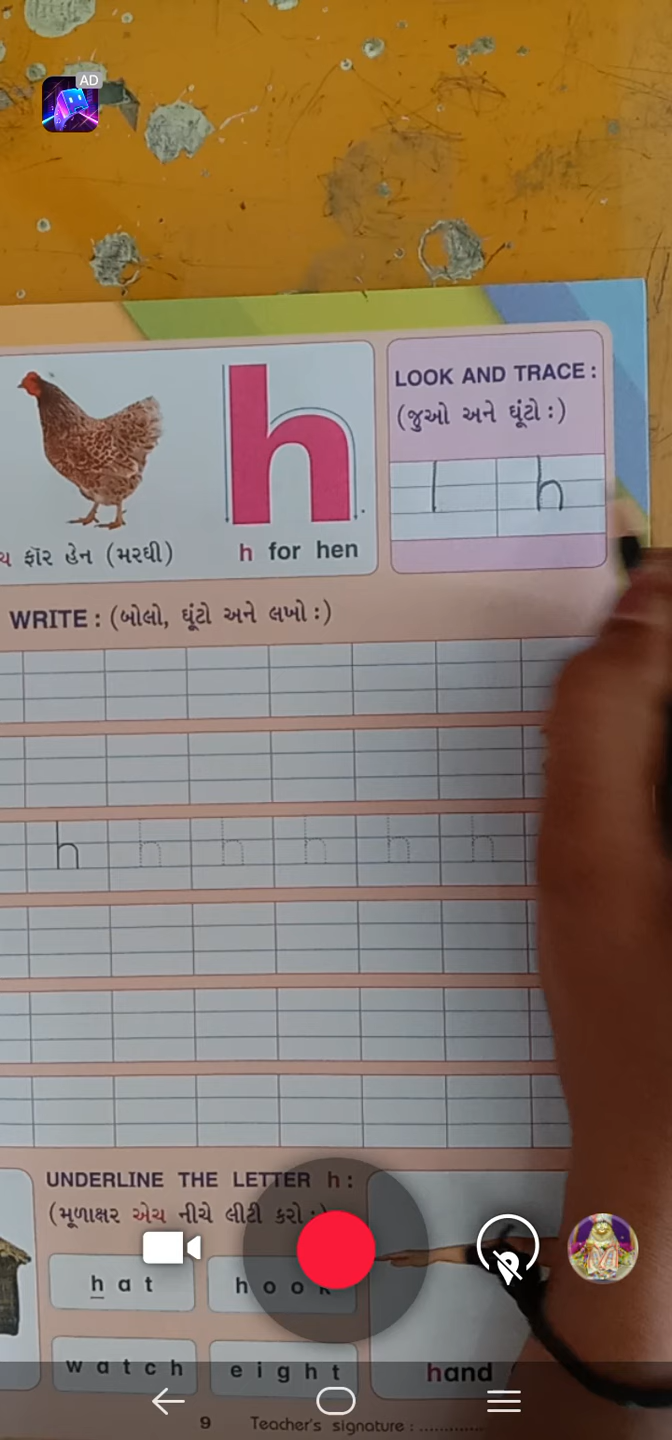 AD
LOOK AND TRACE :
(જુઓ અને ઘૂંટો :)
l h
h
ચ ફૉર હેન (મરઘી)
h for hen
WRITE : (બોલો, ઘૂંટો અને લખો :)
h h h h h h
UNDERLINE THE LETTER h :
(મૂળાક્ષર એચ નીચે લીટી કરો :)
h a t
h o o k
w a t c h
e i g h t
hand
9 Teacher's signature : .............